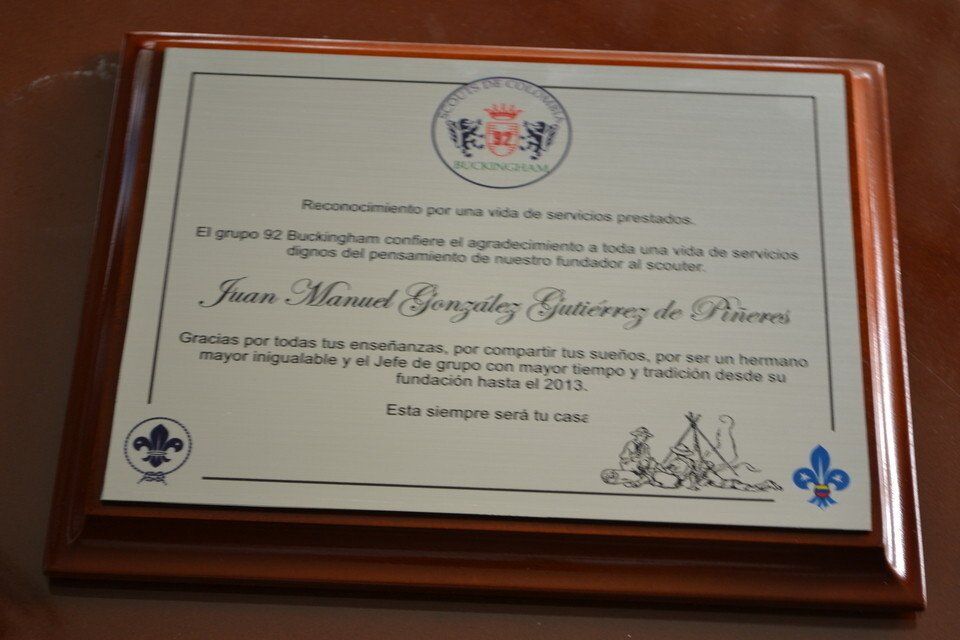 SCOUTS DE COLOMBIA
92
BUCKINGHAM
Reconocimiento por una vida de servicios prestados.
El grupo 92 Buckingham confiere el agradecimiento a toda una vida de servicios
dignos del pensamiento de nuestro fundador al scouter.
Juan Manuel González Gutiérrez de Piñeres
Gracias por todas tus enseñanzas, por compartir tus sueños, por ser un hermano
mayor inigualable y el Jefe de grupo con mayor tiempo y tradición desde su
fundación hasta el 2013.
Esta siempre será tu casa